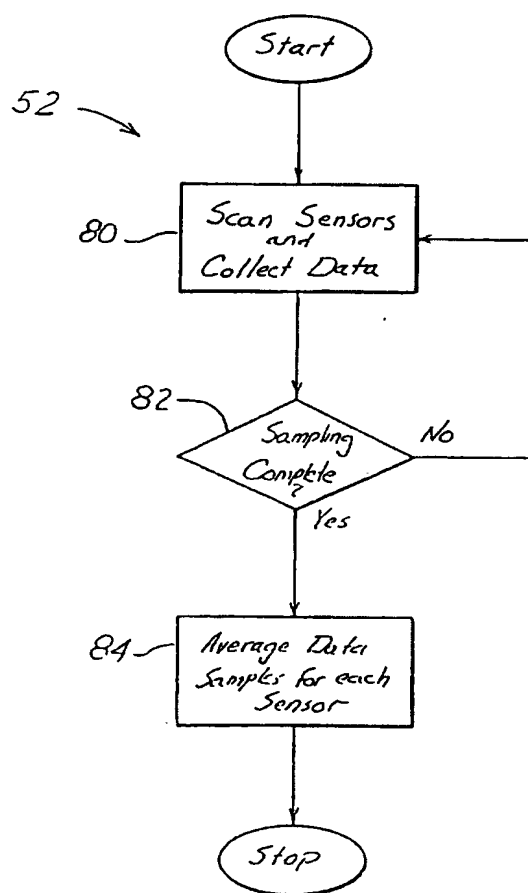 Start
52
80
Scan Sensors
and
Collect Data
82
Sampling
Complete
?
No
Yes
84
Average Data
Samples for each
Sensor
Stop